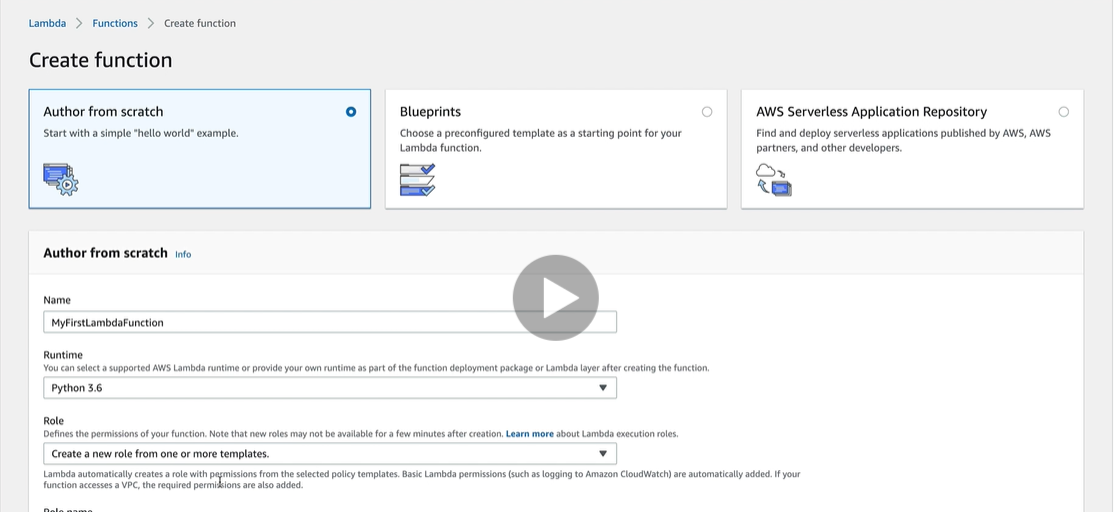 Lambda > Functions > Create function
Create function
Author from scratch
Start with a simple "hello world" example.
Blueprints
Choose a preconfigured template as a starting point for your
Lambda function.
AWS Serverless Application Repository
Find and deploy serverless applications published by AWS, AWS
partners, and other developers.
Author from scratch Info
Name
MyFirstLambdaFunction
Runtime
You can select a supported AWS Lambda runtime or provide your own runtime as part of the function deployment package or Lambda layer after creating the function.
Python 3.6
Role
Defines the permissions of your function. Note that new roles may not be available for a few minutes after creation. Learn more about Lambda execution roles.
Create a new role from one or more templates.
Lambda automatically creates a role with permissions from the selected policy templates. Basic Lambda permissions (such as logging to Amazon CloudWatch) are automatically added. If your
function accesses a VPC, the required permissions are also added.
Role name